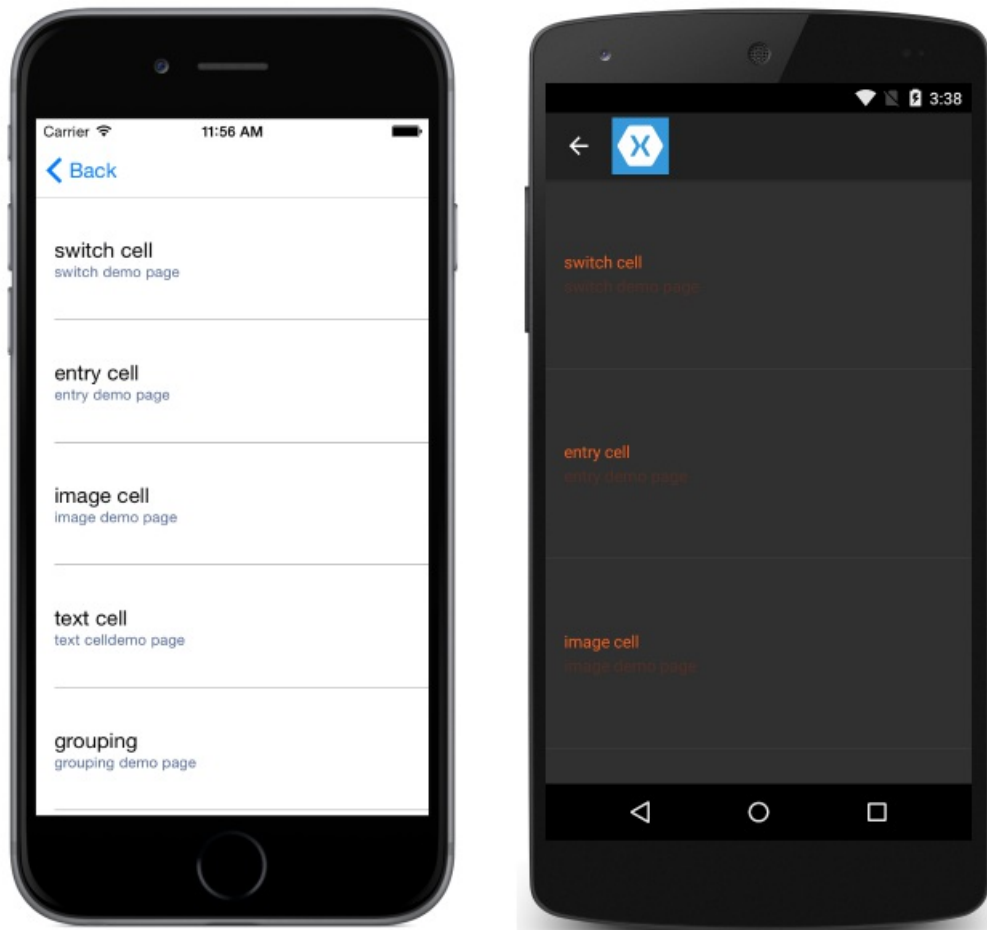 Carrier 11:56 AM
Back
switch cell
switch demo page
entry cell
entry demo page
image cell
image demo page
text cell
text celldemo page
grouping
grouping demo page
3:38
switch cell
switch demo page
entry cell
entry demo page
image cell
image demo page